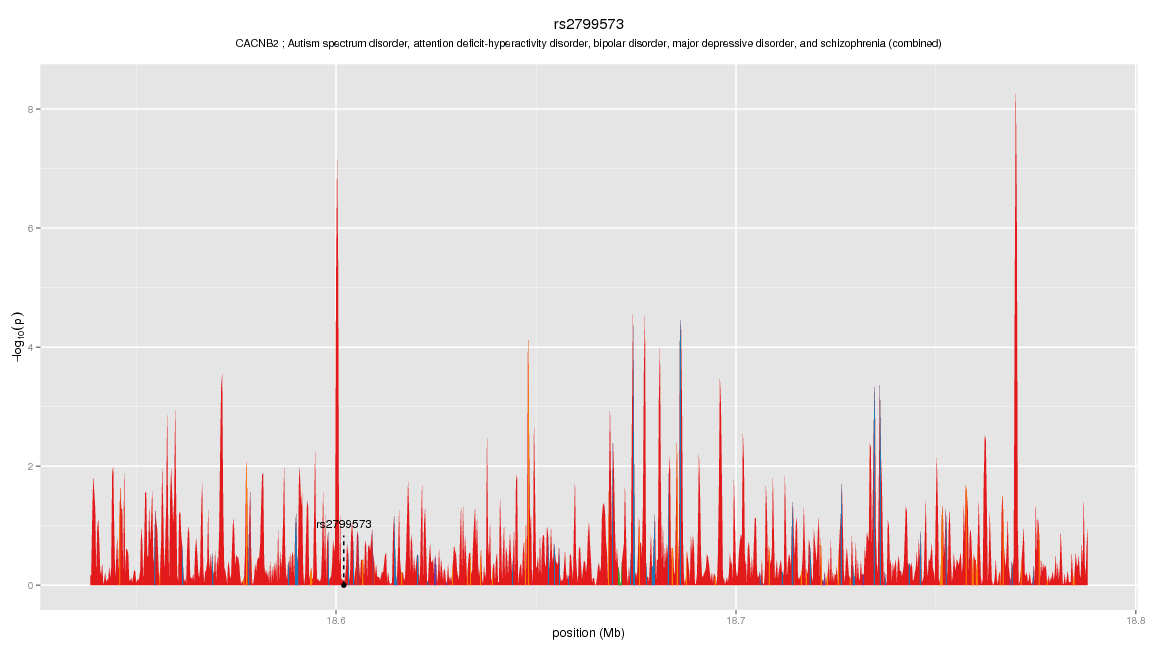 rs2799573
CACNB2 ; Autism spectrum disorder, attention deficit-hyperactivity disorder, bipolar disorder, major depressive disorder, and schizophrenia (combined)
8
6
4
2
0
−log10(p)
rs2799573
18.6
18.7
18.8
position (Mb)